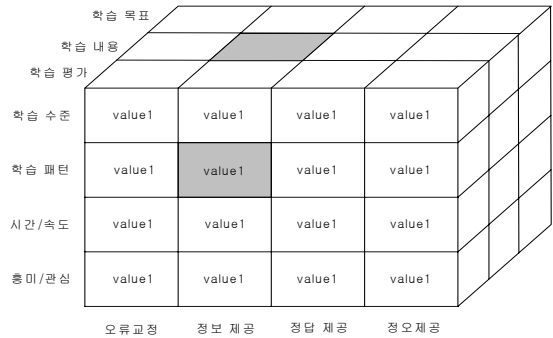 학습 목표
학습 내용
학습 평가
학습 수준 value1 value1 value1 value1
학습 패턴 value1 value1 value1 value1
시간/속도 value1 value1 value1 value1
흥미/관심 value1 value1 value1 value1
오류교정 정보 제공 정답 제공 정오제공